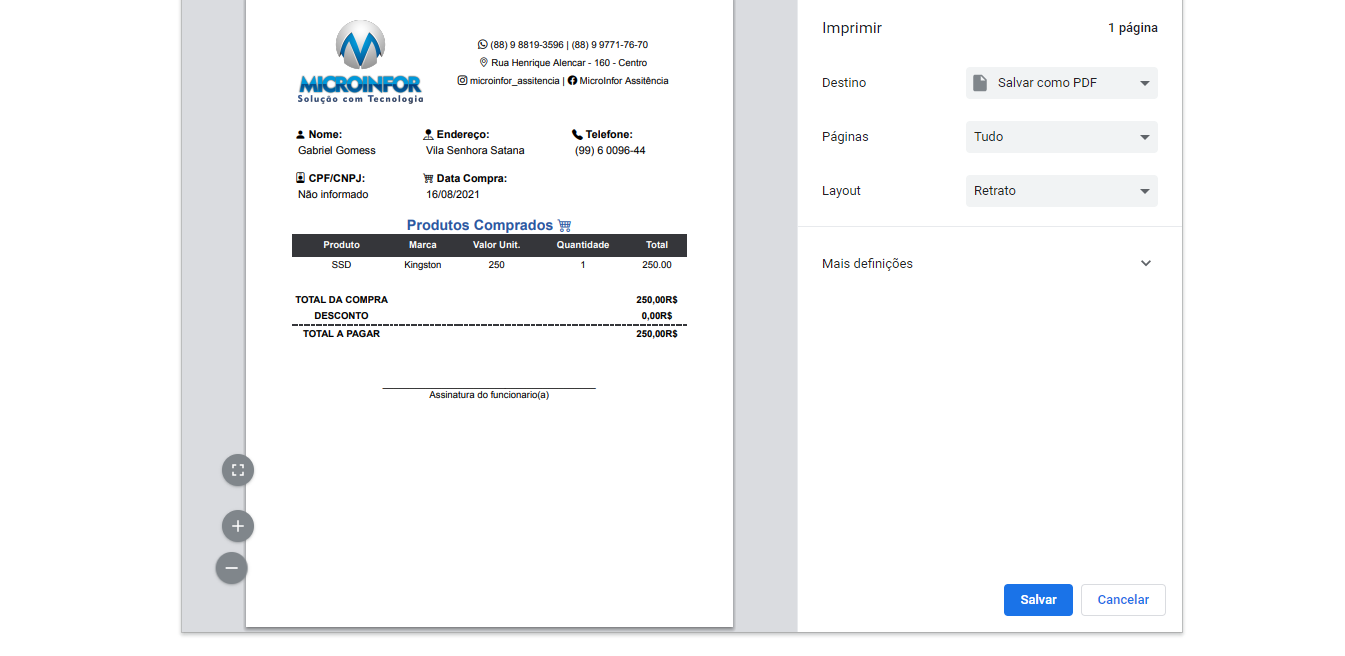 MICROINFOR
Solução com Tecnologia
(88) 9 8819-3596 | (88) 9 9771-76-70
Rua Henrique Alencar - 160 - Centro
microinfor_assitencia | MicroInfor Assitência
Nome: Endereço: Telefone:
Gabriel Gomess Vila Senhora Satana (99) 6 0096-44
CPF/CNPJ: Data Compra:
Não informado 16/08/2021
Produtos Comprados
Produto Marca Valor Unit. Quantidade Total
SSD Kingston 250 1 250.00
TOTAL DA COMPRA 250,00R$
DESCONTO 0,00R$
TOTAL A PAGAR 250,00R$
Assinatura do funcionario(a)
Imprimir 1 página
Destino Salvar como PDF
Páginas Tudo
Layout Retrato
Mais definições
Salvar Cancelar